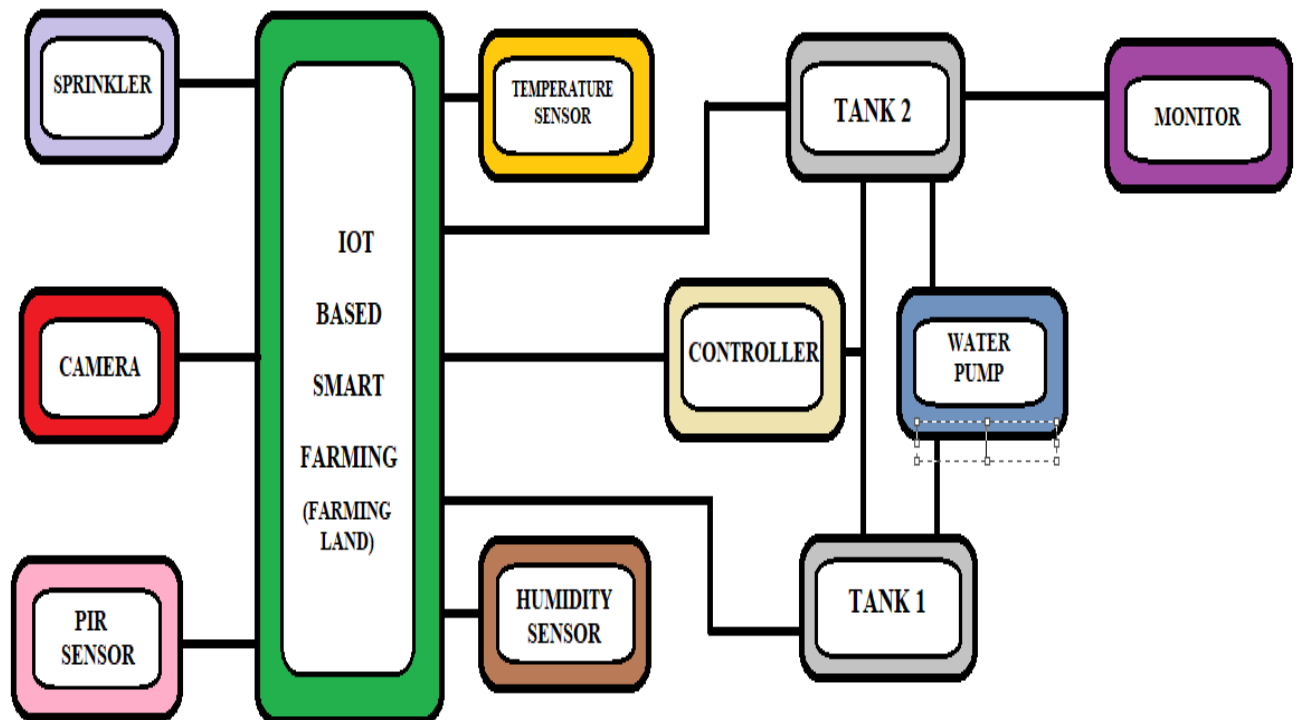 SPRINKLER
CAMERA
PIR
SENSOR
IOT
BASED
SMART
FARMING
(FARMING
LAND)
TEMPERATURE
SENSOR
HUMIDITY
SENSOR
CONTROLLER
TANK 2
WATER
PUMP
TANK 1
MONITOR